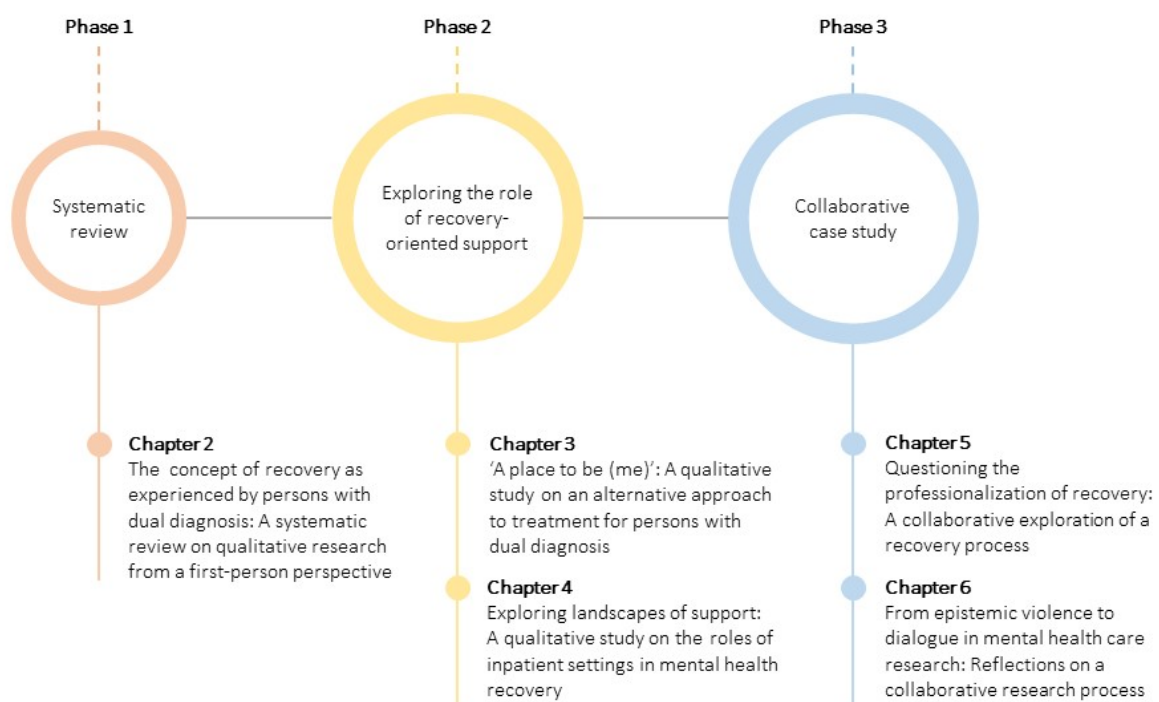 Phase 1
Phase 2
Phase 3
Systematic
review
Exploring the role
of recovery-
oriented support
Collaborative
case study
Chapter 2
The concept of recovery as
experienced by persons with
dual diagnosis: A systematic
review on qualitative research
from a first-person perspective
Chapter 3
‘A place to be (me)’: A qualitative
study on an alternative approach
to treatment for persons with
dual diagnosis
Chapter 4
Exploring landscapes of support:
A qualitative study on the roles of
inpatient settings in mental health
recovery
Chapter 5
Questioning the
professionalization of recovery:
A collaborative exploration of a
recovery process
Chapter 6
From epistemic violence to
dialogue in mental health care
research: Reflections on a
collaborative research process